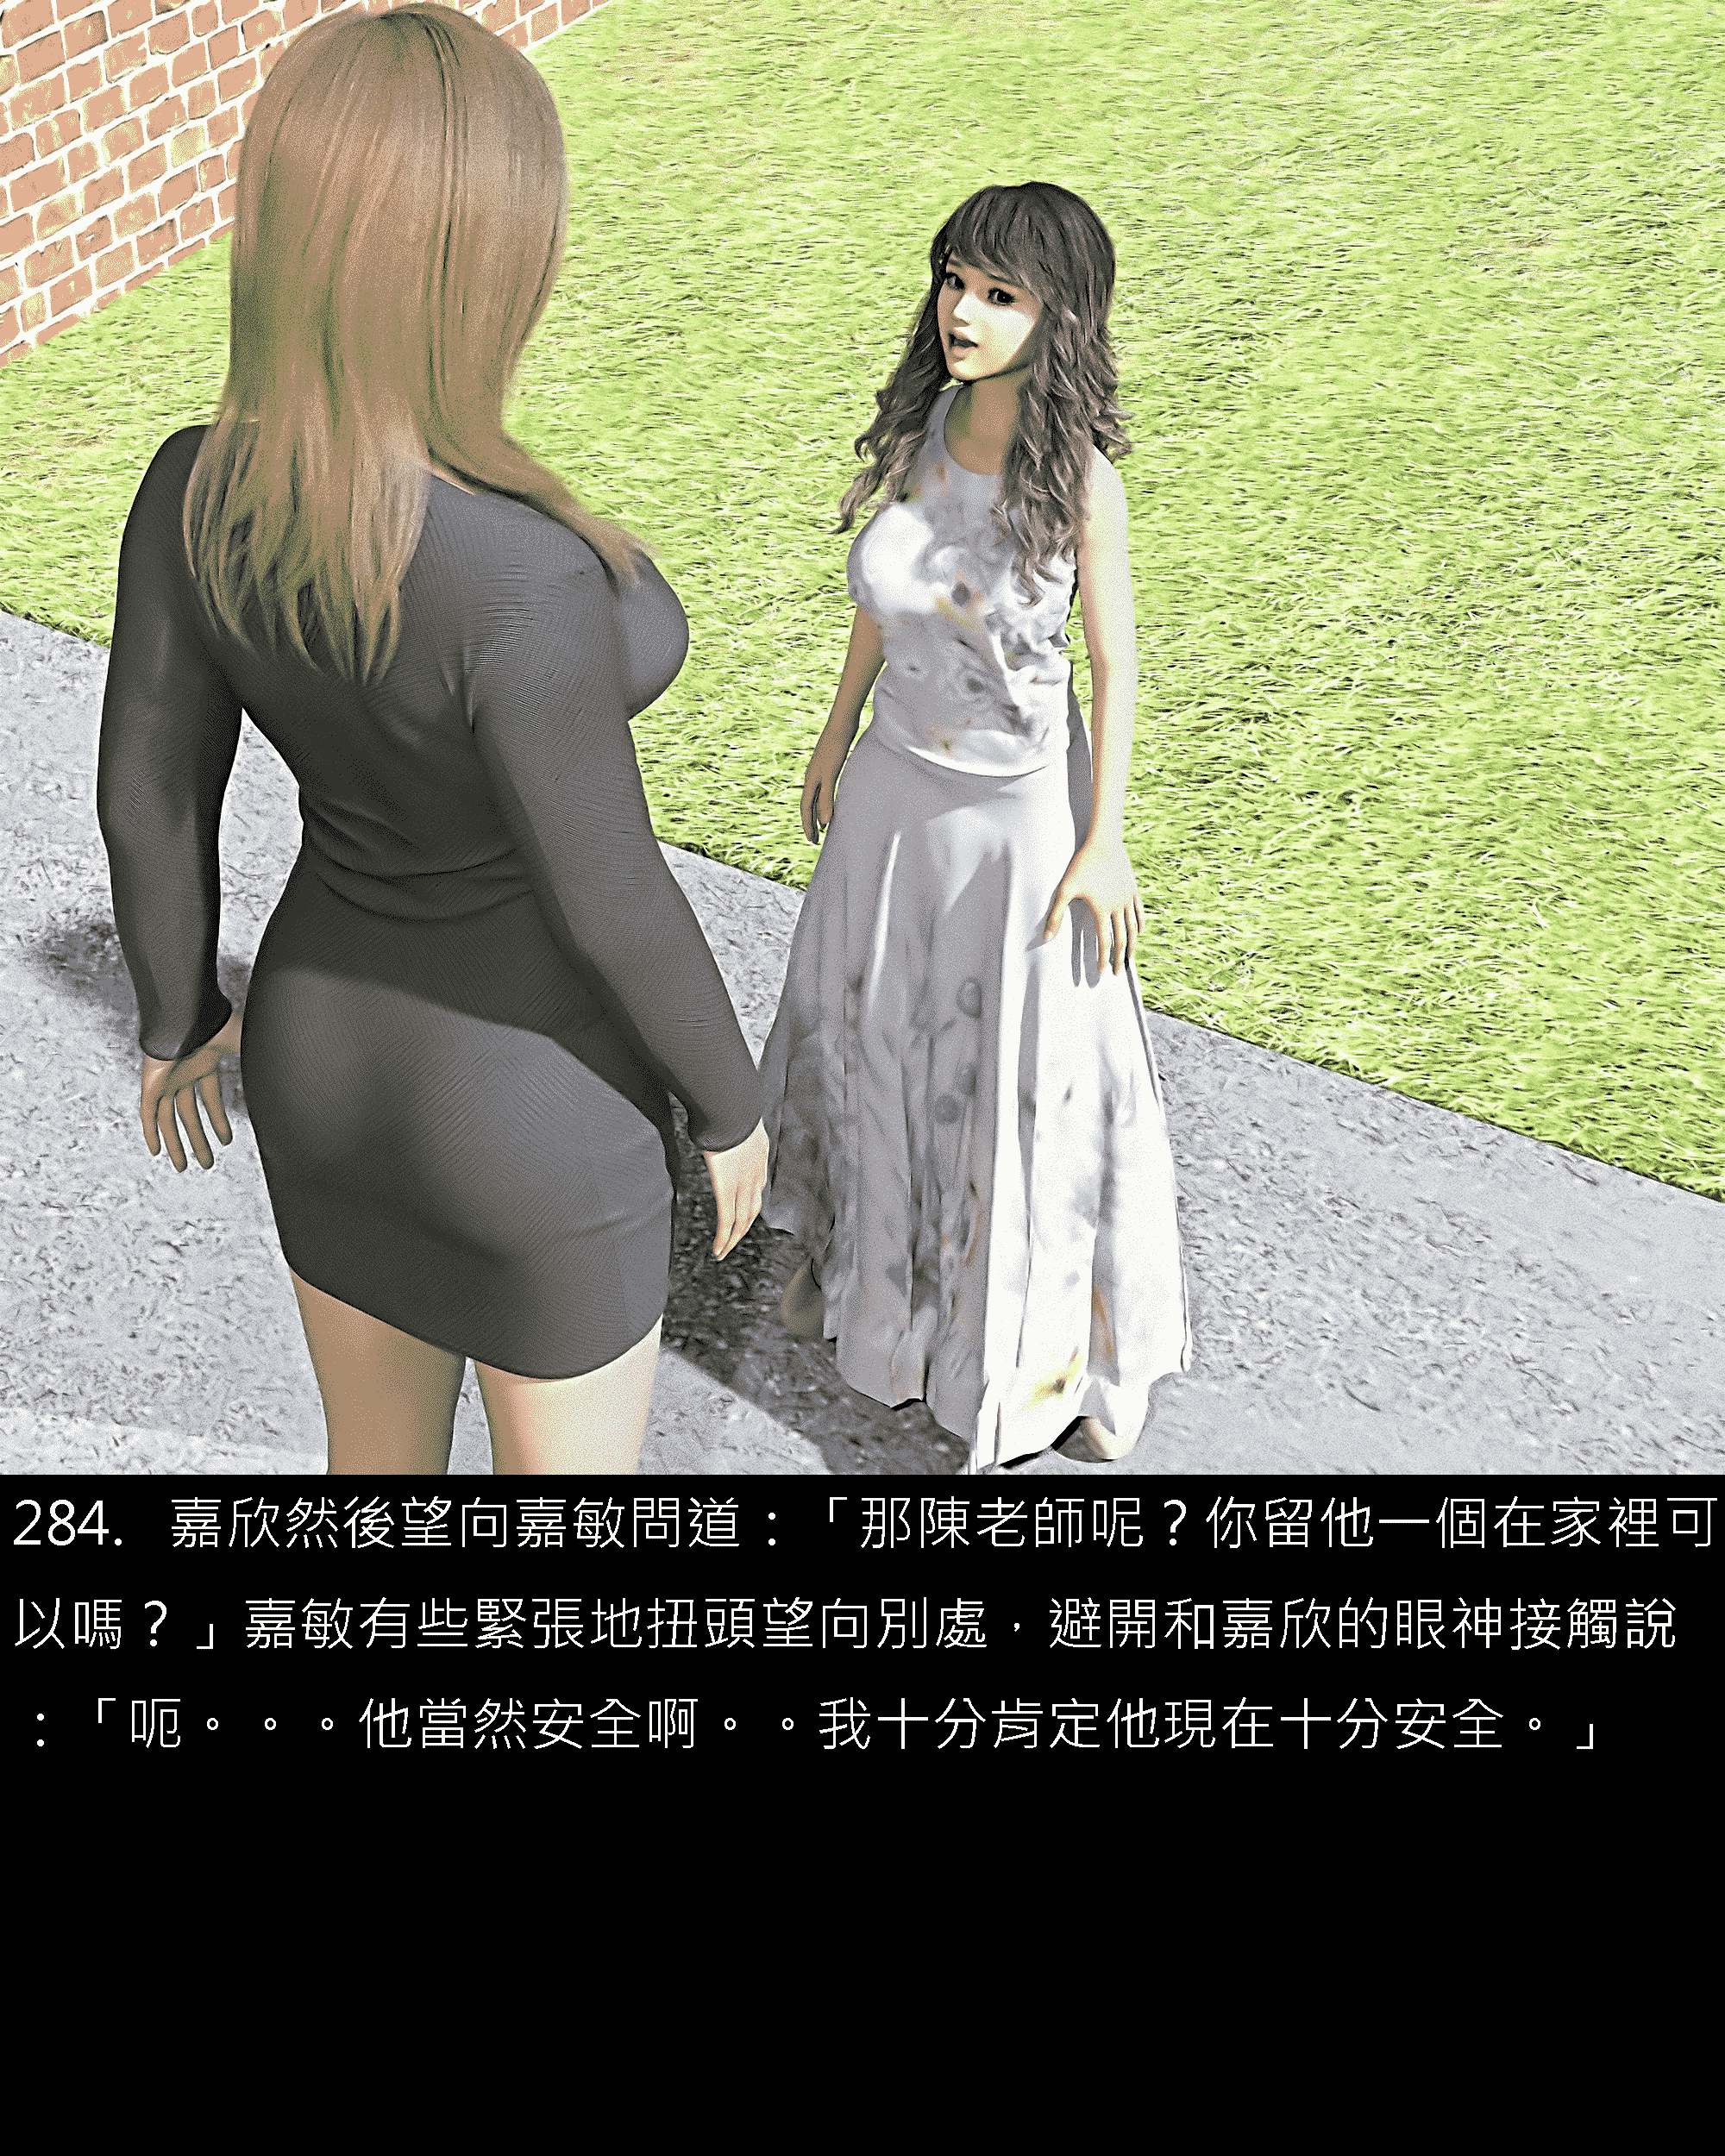 284. 嘉欣然後望向嘉敏問道：「那陳老師呢？你留他一個在家裡可
以嗎？」嘉敏有些緊張地扭頭望向別處，避開和嘉欣的眼神接觸說
：「呃。。。他當然安全啊。。我十分肯定他現在十分安全。」